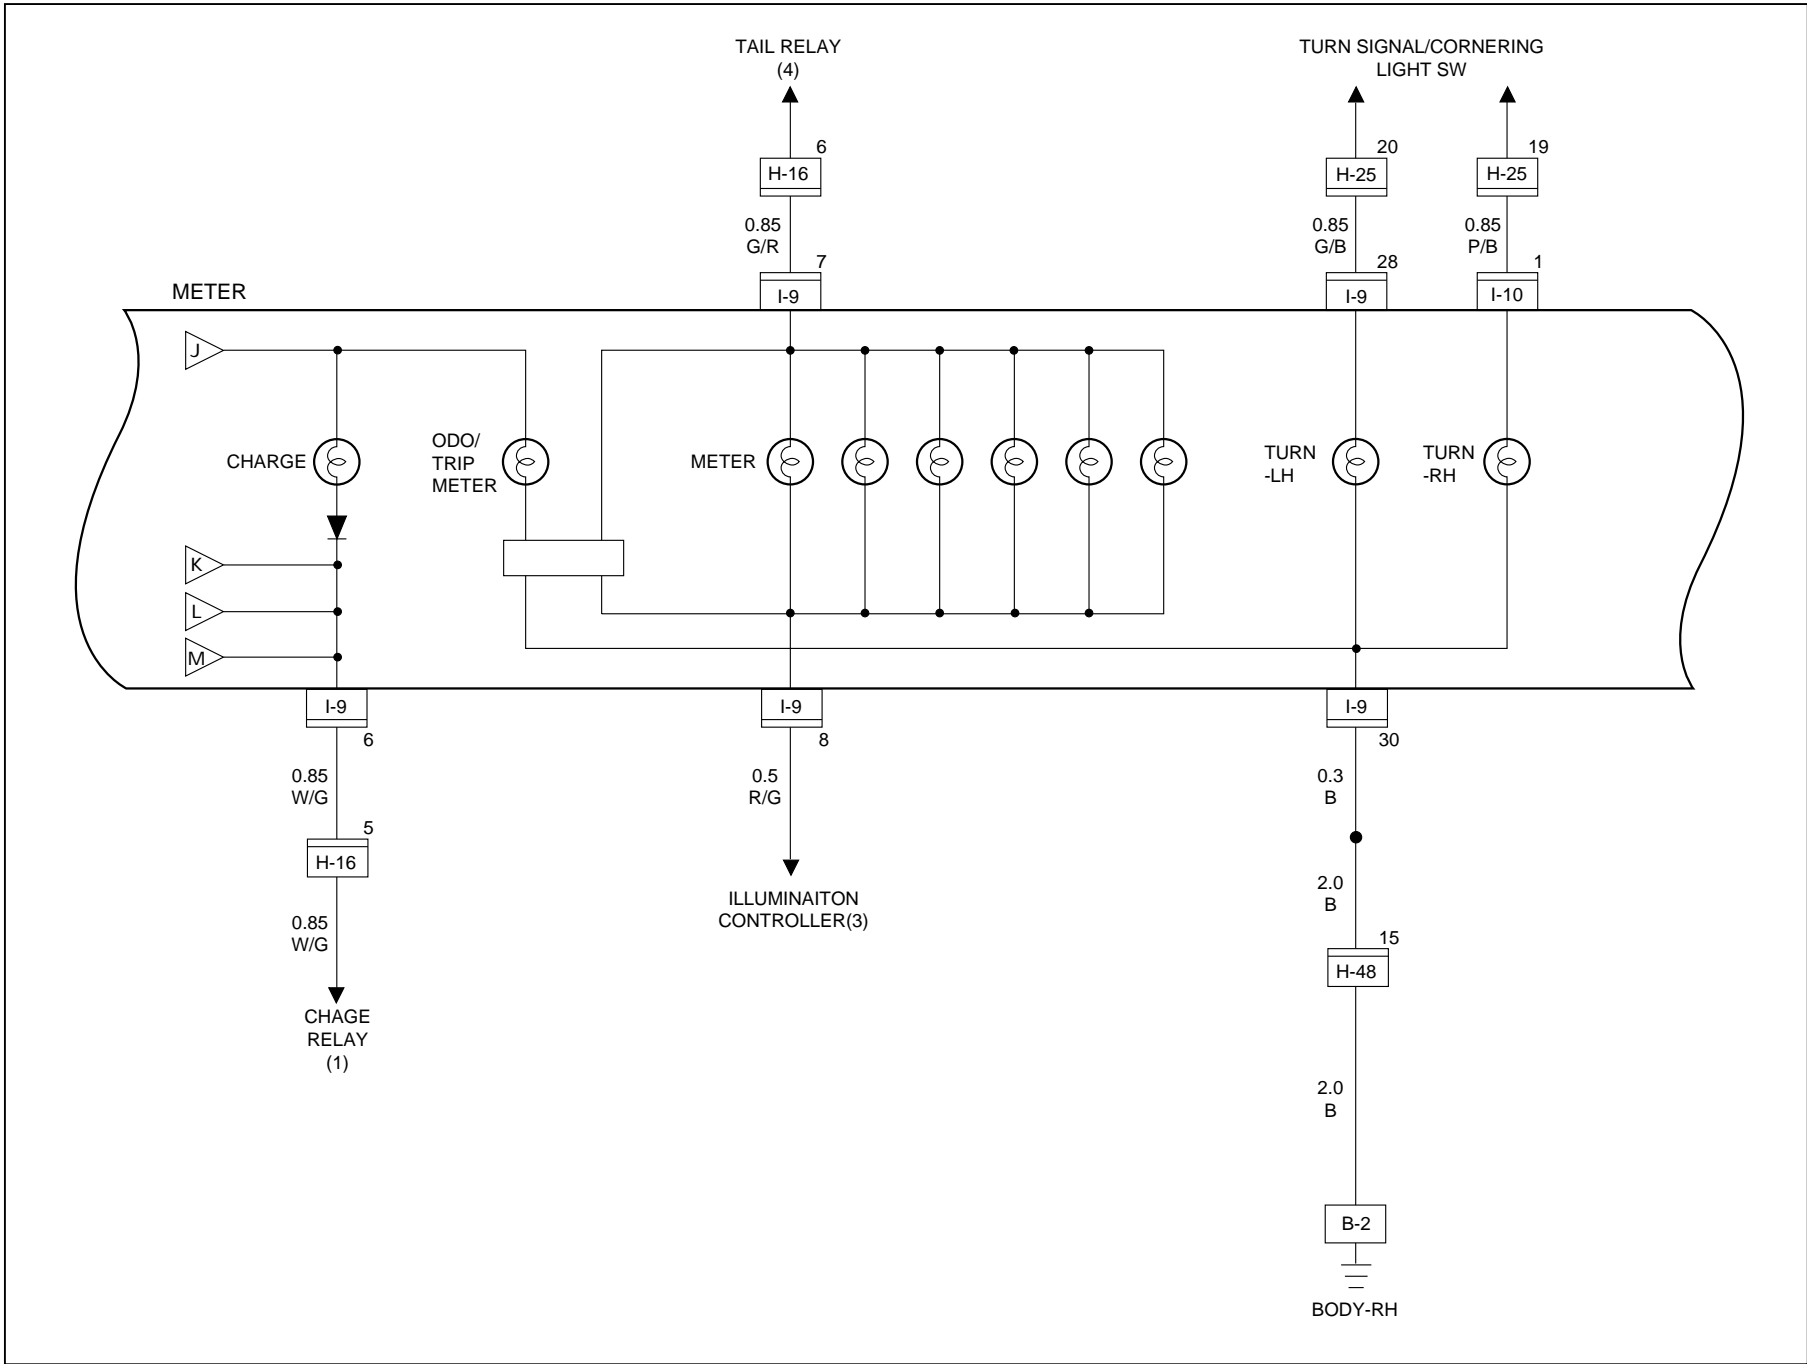 TAIL RELAY
(4)
TURN SIGNAL/CORNERING
LIGHT SW
6
H-16
20
H-25
19
H-25
0.85
G/R
0.85
G/B
0.85
P/B
7
I-9
28
I-9
1
I-10
METER
J
CHARGE
ODO/
TRIP
METER
METER
TURN
-LH
TURN
-RH
K
L
M
I-9
6
I-9
8
I-9
30
0.85
W/G
0.5
R/G
0.3
B
5
H-16
ILLUMINAITON
CONTROLLER(3)
2.0
B
0.85
W/G
15
H-48
CHAGE
RELAY
(1)
2.0
B
B-2
BODY-RH